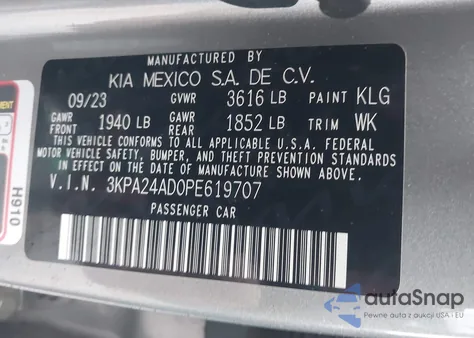 MANUFACTURED BY
KIA MEXICO S.A. DE C.V.
09/23 GVWR 3616 LB PAINT KLG
GAWR FRONT 1940 LB GAWR REAR 1852 LB TRIM WK
THIS VEHICLE CONFORMS TO ALL APPLICABLE U.S.A. FEDERAL
MOTOR VEHICLE SAFETY, BUMPER, AND THEFT PREVENTION STANDARDS
IN EFFECT ON THE DATE OF MANUFACTURE SHOWN ABOVE.
V.I.N. 3KPA24AD0PE619707
PASSENGER CAR
H910
autoSnap
Pewne auta z aukcji USA i EU